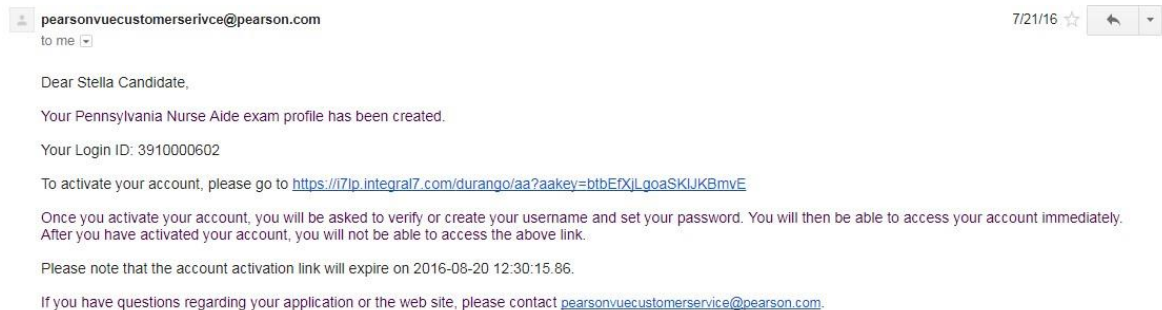 pearsonvuecustomerserivce@pearson.com 7/21/16
to me
Dear Stella Candidate,
Your Pennsylvania Nurse Aide exam profile has been created.
Your Login ID: 3910000602
To activate your account, please go to https://i7lp.integral7.com/durango/aa?aakey=btbEfXjLgoaSKIJKBmvE
Once you activate your account, you will be asked to verify or create your username and set your password. You will then be able to access your account immediately.
After you have activated your account, you will not be able to access the above link.
Please note that the account activation link will expire on 2016-08-20 12:30:15.86.
If you have questions regarding your application or the web site, please contact pearsonvuecustomerservice@pearson.com.